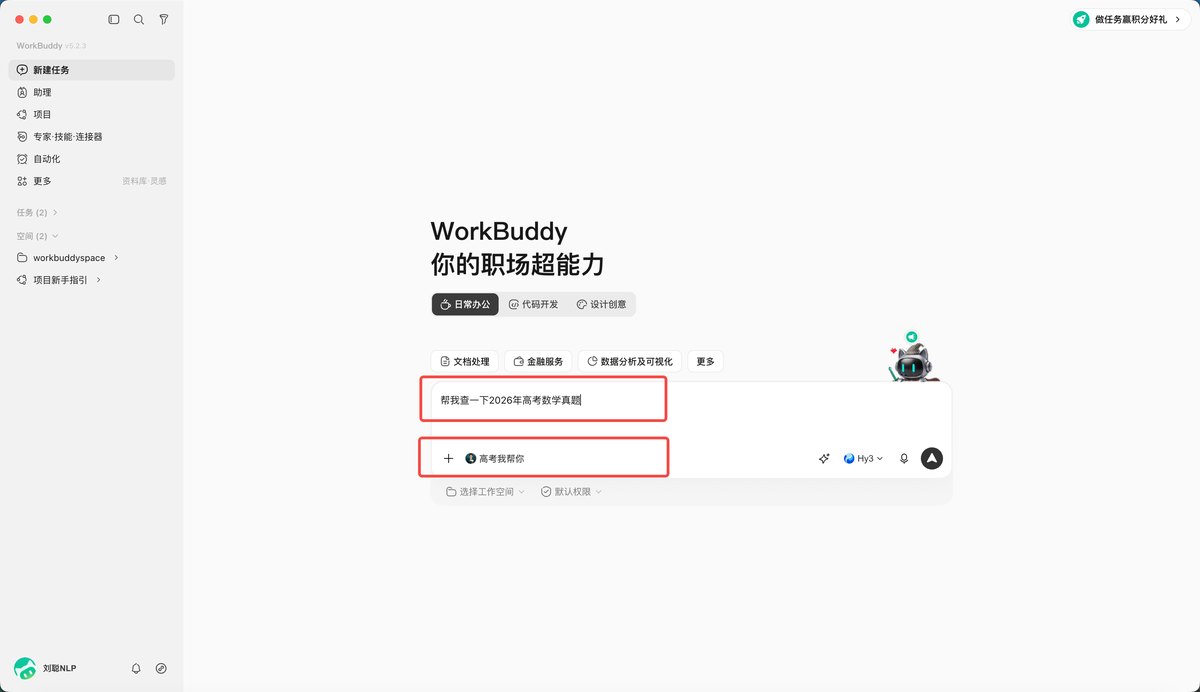 做任务赢积分好礼
WorkBuddy v5.2.3
新建任务
助理
项目
专家·技能·连接器
自动化
更多 资料库·灵感
任务 (2)
空间 (2)
workbuddyspace
项目新手指引
WorkBuddy
你的职场超能力
日常办公 代码开发 设计创意
文档处理 金融服务 数据分析及可视化 更多
帮我查一下2026年高考数学真题
高考我帮你 Hy3
选择工作空间 默认权限
刘聪NLP